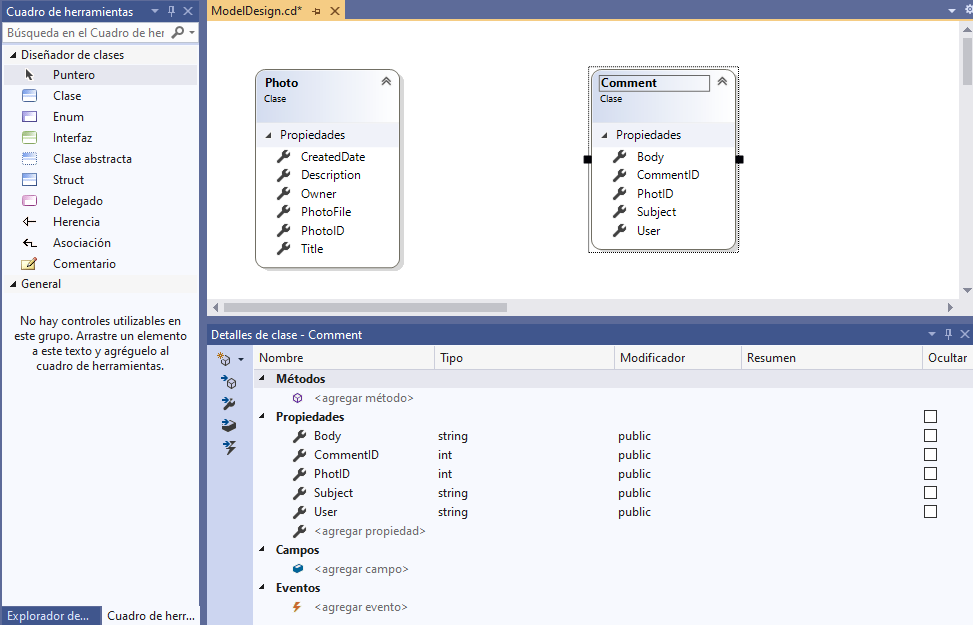 Cuadro de herramientas
Búsqueda en el Cuadro de her
Diseñador de clases
Puntero
Clase
Enum
Interfaz
Clase abstracta
Struct
Delegado
Herencia
Asociación
Comentario
General
No hay controles utilizables en
este grupo. Arrastre un elemento
a este texto y agréguelo al
cuadro de herramientas.
Explorador de...
Cuadro de herr...
ModelDesign.cd*
Photo
Clase
Propiedades
CreatedDate
Description
Owner
PhotoFile
PhotoID
Title
Comment
Clase
Propiedades
Body
CommentID
PhotID
Subject
User
Detalles de clase - Comment
Nombre Tipo Modificador Resumen Ocultar
Métodos
<agregar método>
Propiedades
Body string public
CommentID int public
PhotID int public
Subject string public
User string public
<agregar propiedad>
Campos
<agregar campo>
Eventos
<agregar evento>